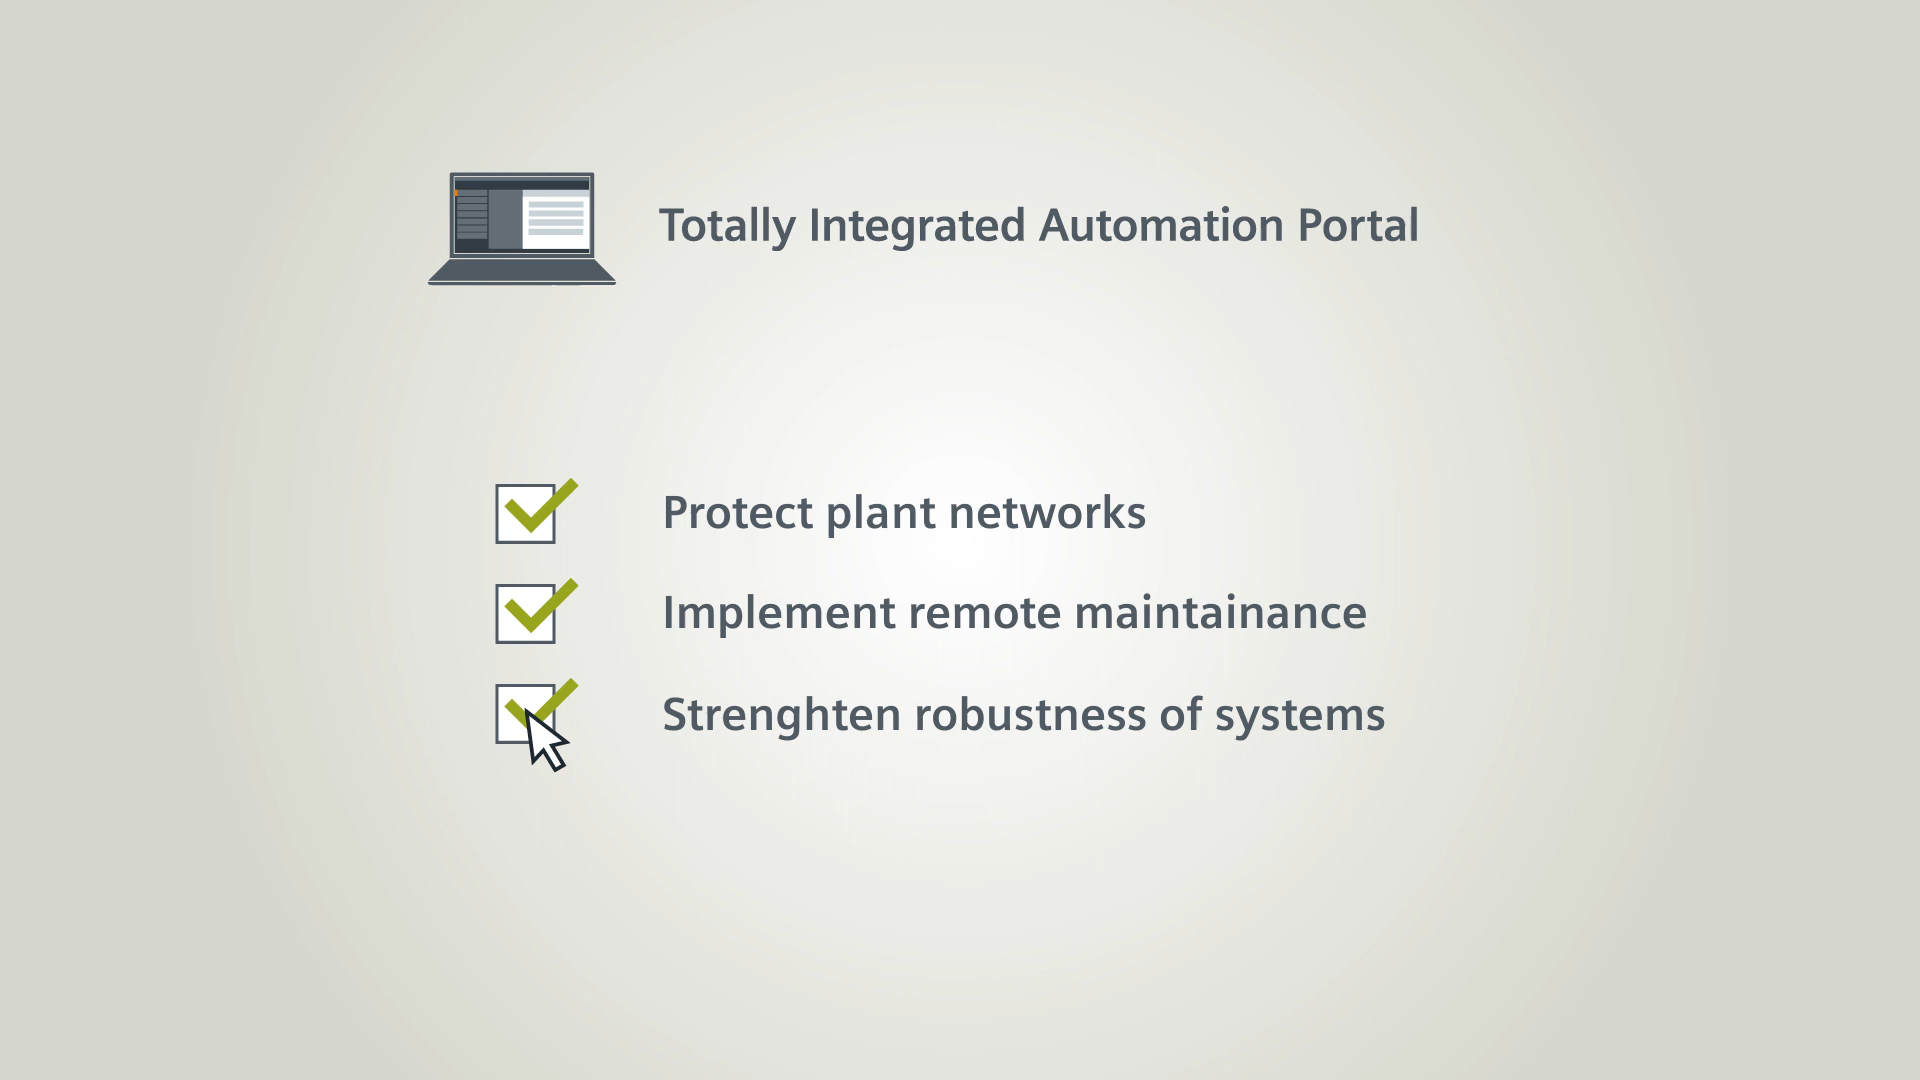 Totally Integrated Automation Portal
Protect plant networks
Implement remote maintainance
Strenghten robustness of systems